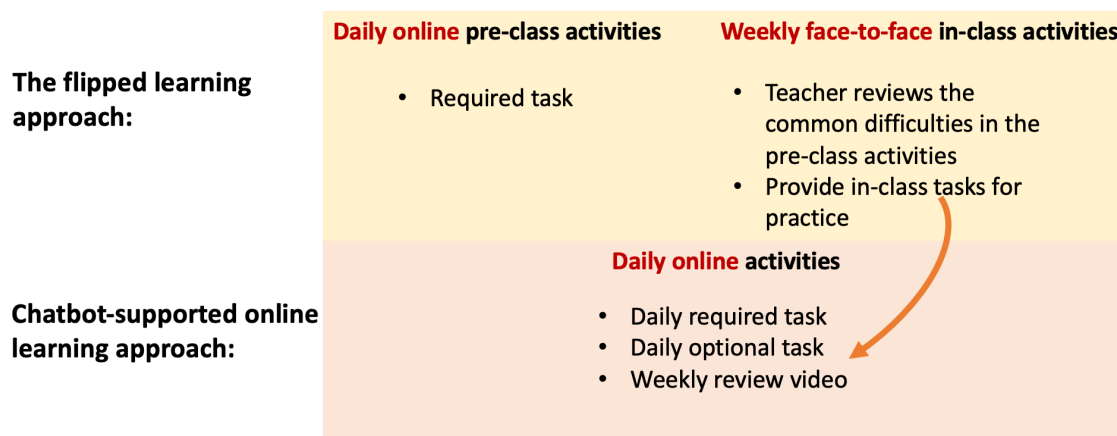 Daily online pre-class activities
Weekly face-to-face in-class activities
The flipped learning
approach:
• Required task
• Teacher reviews the
common difficulties in the
pre-class activities
• Provide in-class tasks for
practice
Daily online activities
Chatbot-supported online
learning approach:
• Daily required task
• Daily optional task
• Weekly review video